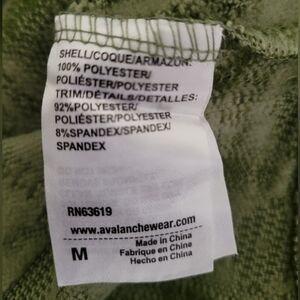 SHELL/COQUE/ARMAZON:
100% POLYESTER/
POLIÉSTER/POLYESTER
TRIM/DÉTAILS/DETALLES:
92%POLYESTER/
POLIÉSTER/POLYESTER
8%SPANDEX/SPANDEX/
SPANDEX
RN63619
www.avalanchewear.com
M
Made in China
Fabriqué en Chine
Hecho en China